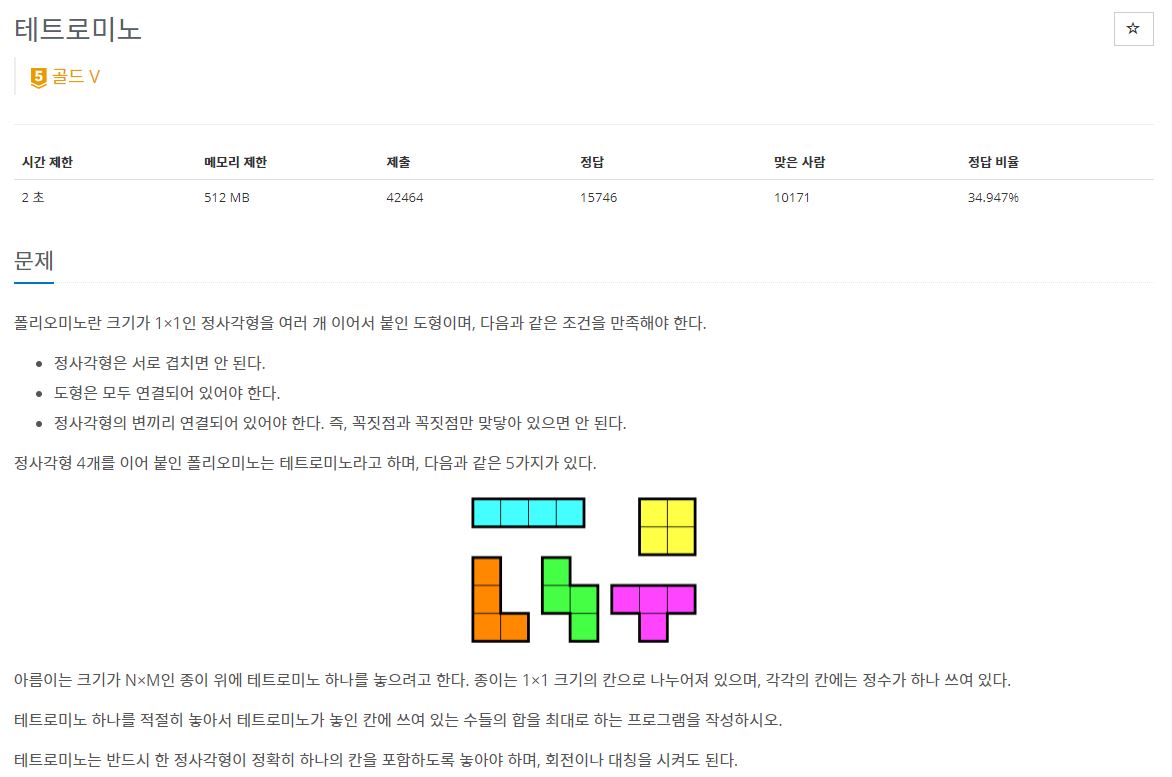 테트로미노
☆
5 골드 V
시간 제한 메모리 제한 제출 정답 맞은 사람 정답 비율
2 초 512 MB 42464 15746 10171 34.947%
문제
폴리오미노란 크기가 1×1인 정사각형을 여러 개 이어서 붙인 도형이며, 다음과 같은 조건을 만족해야 한다.
• 정사각형은 서로 겹치면 안 된다.
• 도형은 모두 연결되어 있어야 한다.
• 정사각형의 변끼리 연결되어 있어야 한다. 즉, 꼭짓점과 꼭짓점만 맞닿아 있으면 안 된다.
정사각형 4개를 이어 붙인 폴리오미노는 테트로미노라고 하며, 다음과 같은 5가지가 있다.
아름이는 크기가 N×M인 종이 위에 테트로미노 하나를 놓으려고 한다. 종이는 1×1 크기의 칸으로 나누어져 있으며, 각각의 칸에는 정수가 하나 쓰여 있다.
테트로미노 하나를 적절히 놓아서 테트로미노가 놓인 칸에 쓰여 있는 수들의 합을 최대로 하는 프로그램을 작성하시오.
테트로미노는 반드시 한 정사각형이 정확히 하나의 칸을 포함하도록 놓아야 하며, 회전이나 대칭을 시켜도 된다.